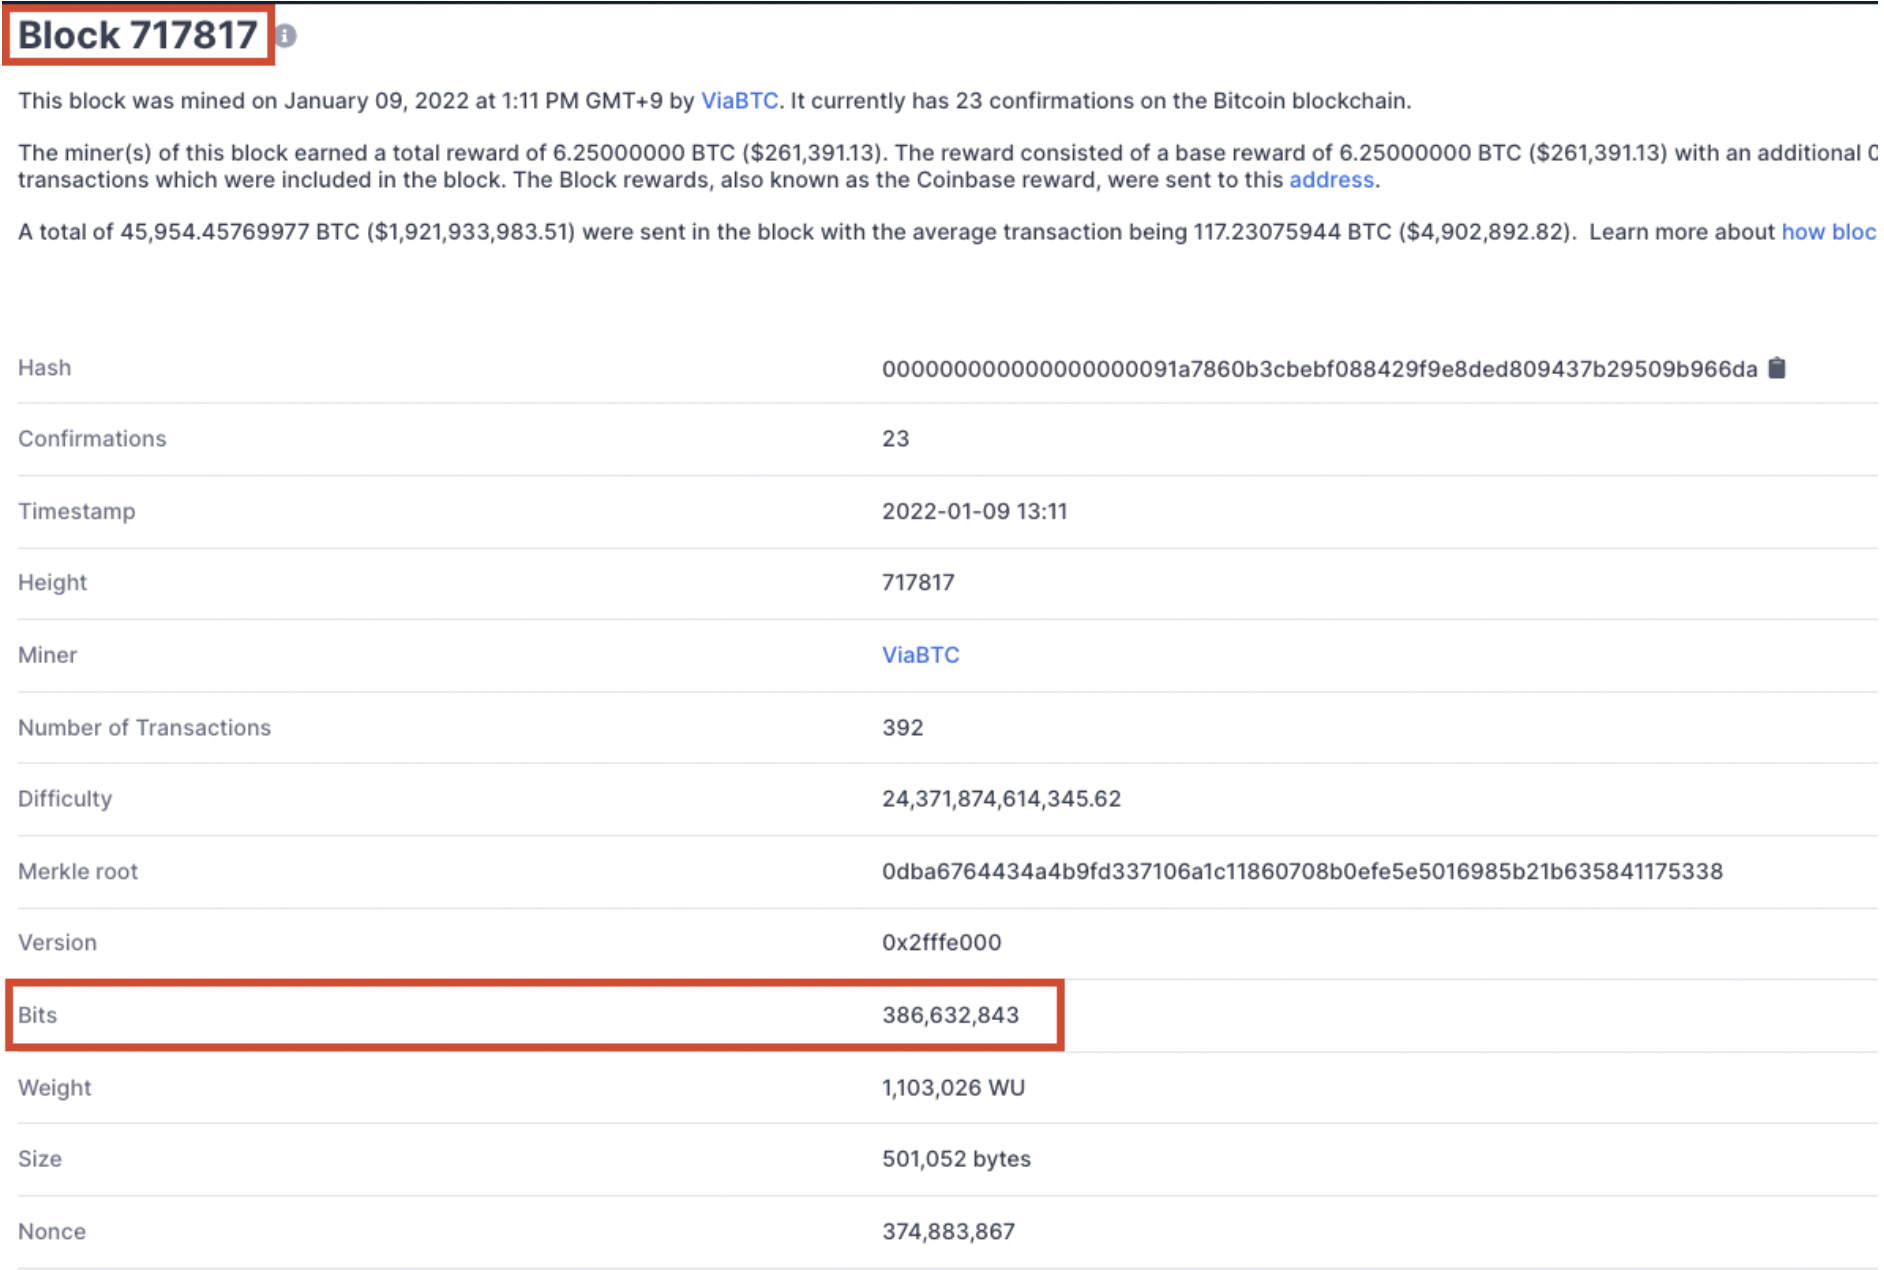 Block 717817
This block was mined on January 09, 2022 at 1:11 PM GMT+9 by ViaBTC. It currently has 23 confirmations on the Bitcoin blockchain.
The miner(s) of this block earned a total reward of 6.25000000 BTC ($261,391.13). The reward consisted of a base reward of 6.25000000 BTC ($261,391.13) with an additional
transactions which were included in the block. The Block rewards, also known as the Coinbase reward, were sent to this address.
A total of 45,954.45769977 BTC ($1,921,933,983.51) were sent in the block with the average transaction being 117.23075944 BTC ($4,902,892.82). Learn more about how bloc
Hash 0000000000000000000091a7860b3cbebf088429f9e8ded809437b29509b966da
Confirmations 23
Timestamp 2022-01-09 13:11
Height 717817
Miner ViaBTC
Number of Transactions 392
Difficulty 24,371,874,614,345.62
Merkle root 0dba6764434a4b9fd337106a1c11860708b0efe5e5016985b21b635841175338
Version 0x2fffe000
Bits 386,632,843
Weight 1,103,026 WU
Size 501,052 bytes
Nonce 374,883,867